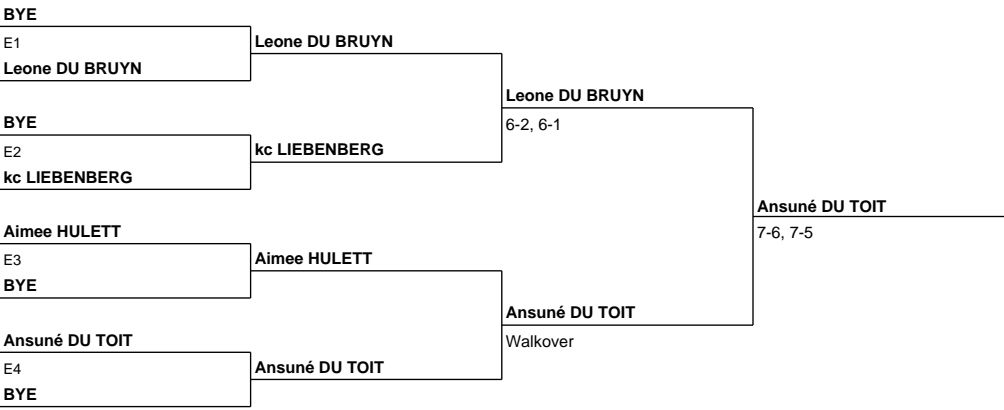 BYE
E1
Leone DU BRUYN
Leone DU BRUYN
BYE
E2
kc LIEBENBERG
kc LIEBENBERG
Leone DU BRUYN
6-2, 6-1
Aimee HULETT
E3
BYE
Aimee HULETT
Ansuné DU TOIT
E4
BYE
Ansuné DU TOIT
Ansuné DU TOIT
Walkover
Ansuné DU TOIT
7-6, 7-5